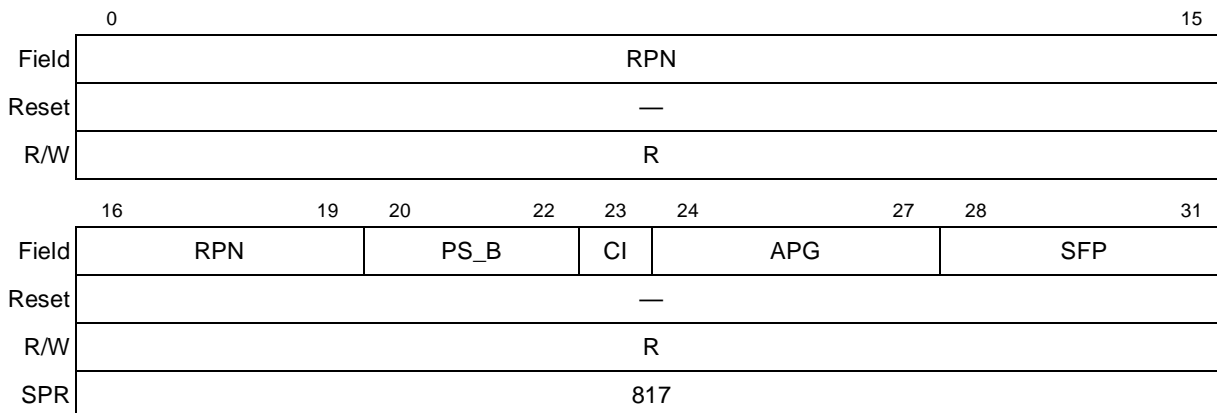 0 15
Field RPN
Reset —
R/W R
16 19 20 22 23 24 27 28 31
Field RPN PS_B CI APG SFP
Reset —
R/W R
SPR 817